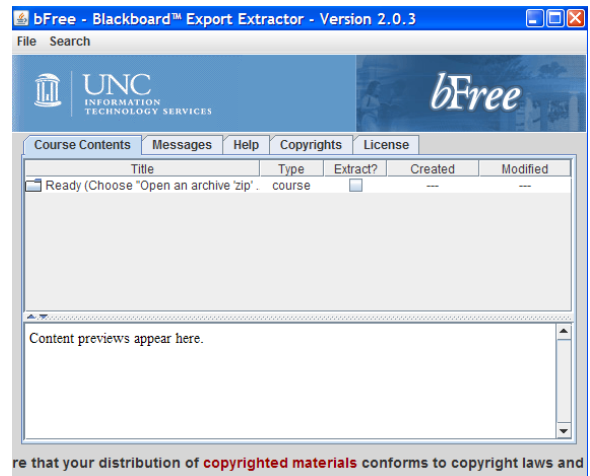 bFree - Blackboard™ Export Extractor - Version 2.0.3
File Search
UNC
INFORMATION
TECHNOLOGY SERVICES
bFree
Course Contents Messages Help Copyrights License
Title Type Extract? Created Modified
Ready (Choose "Open an archive 'zip' . course --- ---
Content previews appear here.
re that your distribution of copyrighted materials conforms to copyright laws and